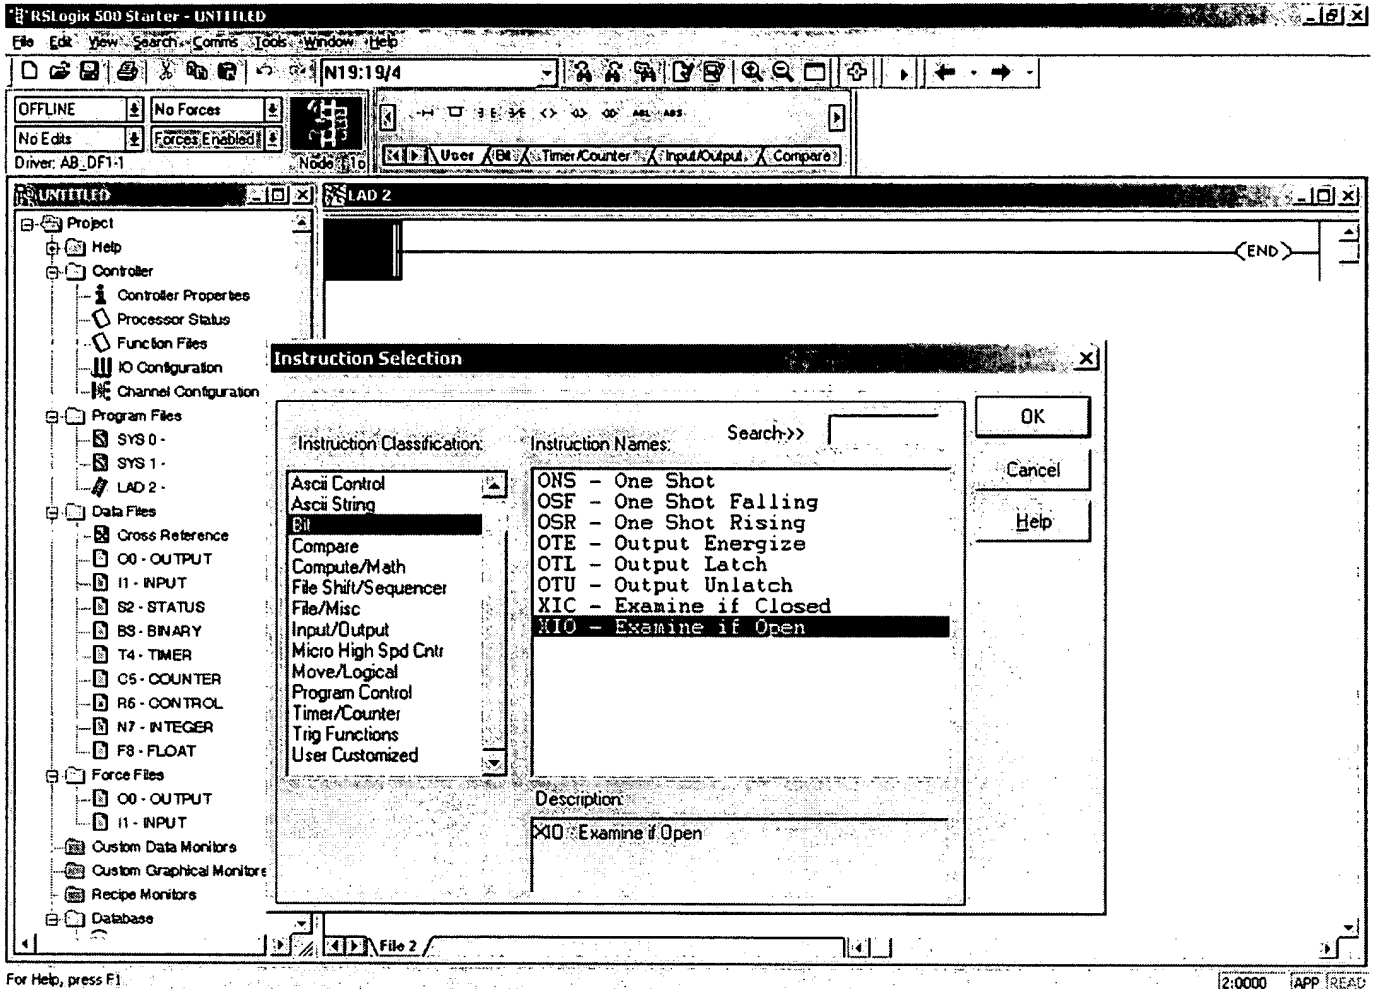 RSLogix 500 Starter - UNTITLED
File Edit View Search Comms Tools Window Help
N19:19/4
OFFLINE No Forces
No Edits Forces Enabled
Driver: AB_DF1-1 Node
ABL ABS
User Bit Timer/Counter Input/Output Compare
UNTITLED
LAD 2
Project
Help
Controller
Controller Properties
Processor Status
Function Files
IO Configuration
Channel Configuration
Program Files
SYS 0 -
SYS 1 -
LAD 2 -
Data Files
Cross Reference
O0 - OUTPUT
I1 - INPUT
S2 - STATUS
B3 - BINARY
T4 - TIMER
C5 - COUNTER
R6 - CONTROL
N7 - INTEGER
F8 - FLOAT
Force Files
O0 - OUTPUT
I1 - INPUT
Custom Data Monitors
Custom Graphical Monitors
Recipe Monitors
Database
END
Instruction Selection
Instruction Classification:
Ascii Control
Ascii String
Bit
Compare
Compute/Math
File Shift/Sequencer
File/Misc
Input/Output
Micro High Spd Cntr
Move/Logical
Program Control
Timer/Counter
Trig Functions
User Customized
Instruction Names:
Search->>
ONS - One Shot
OSF - One Shot Falling
OSR - One Shot Rising
OTE - Output Energize
OTL - Output Latch
OTU - Output Unlatch
XIC - Examine if Closed
XIO - Examine if Open
Description:
XIO Examine if Open
OK
Cancel
Help
File 2
For Help, press F1
2:0000 APP READ